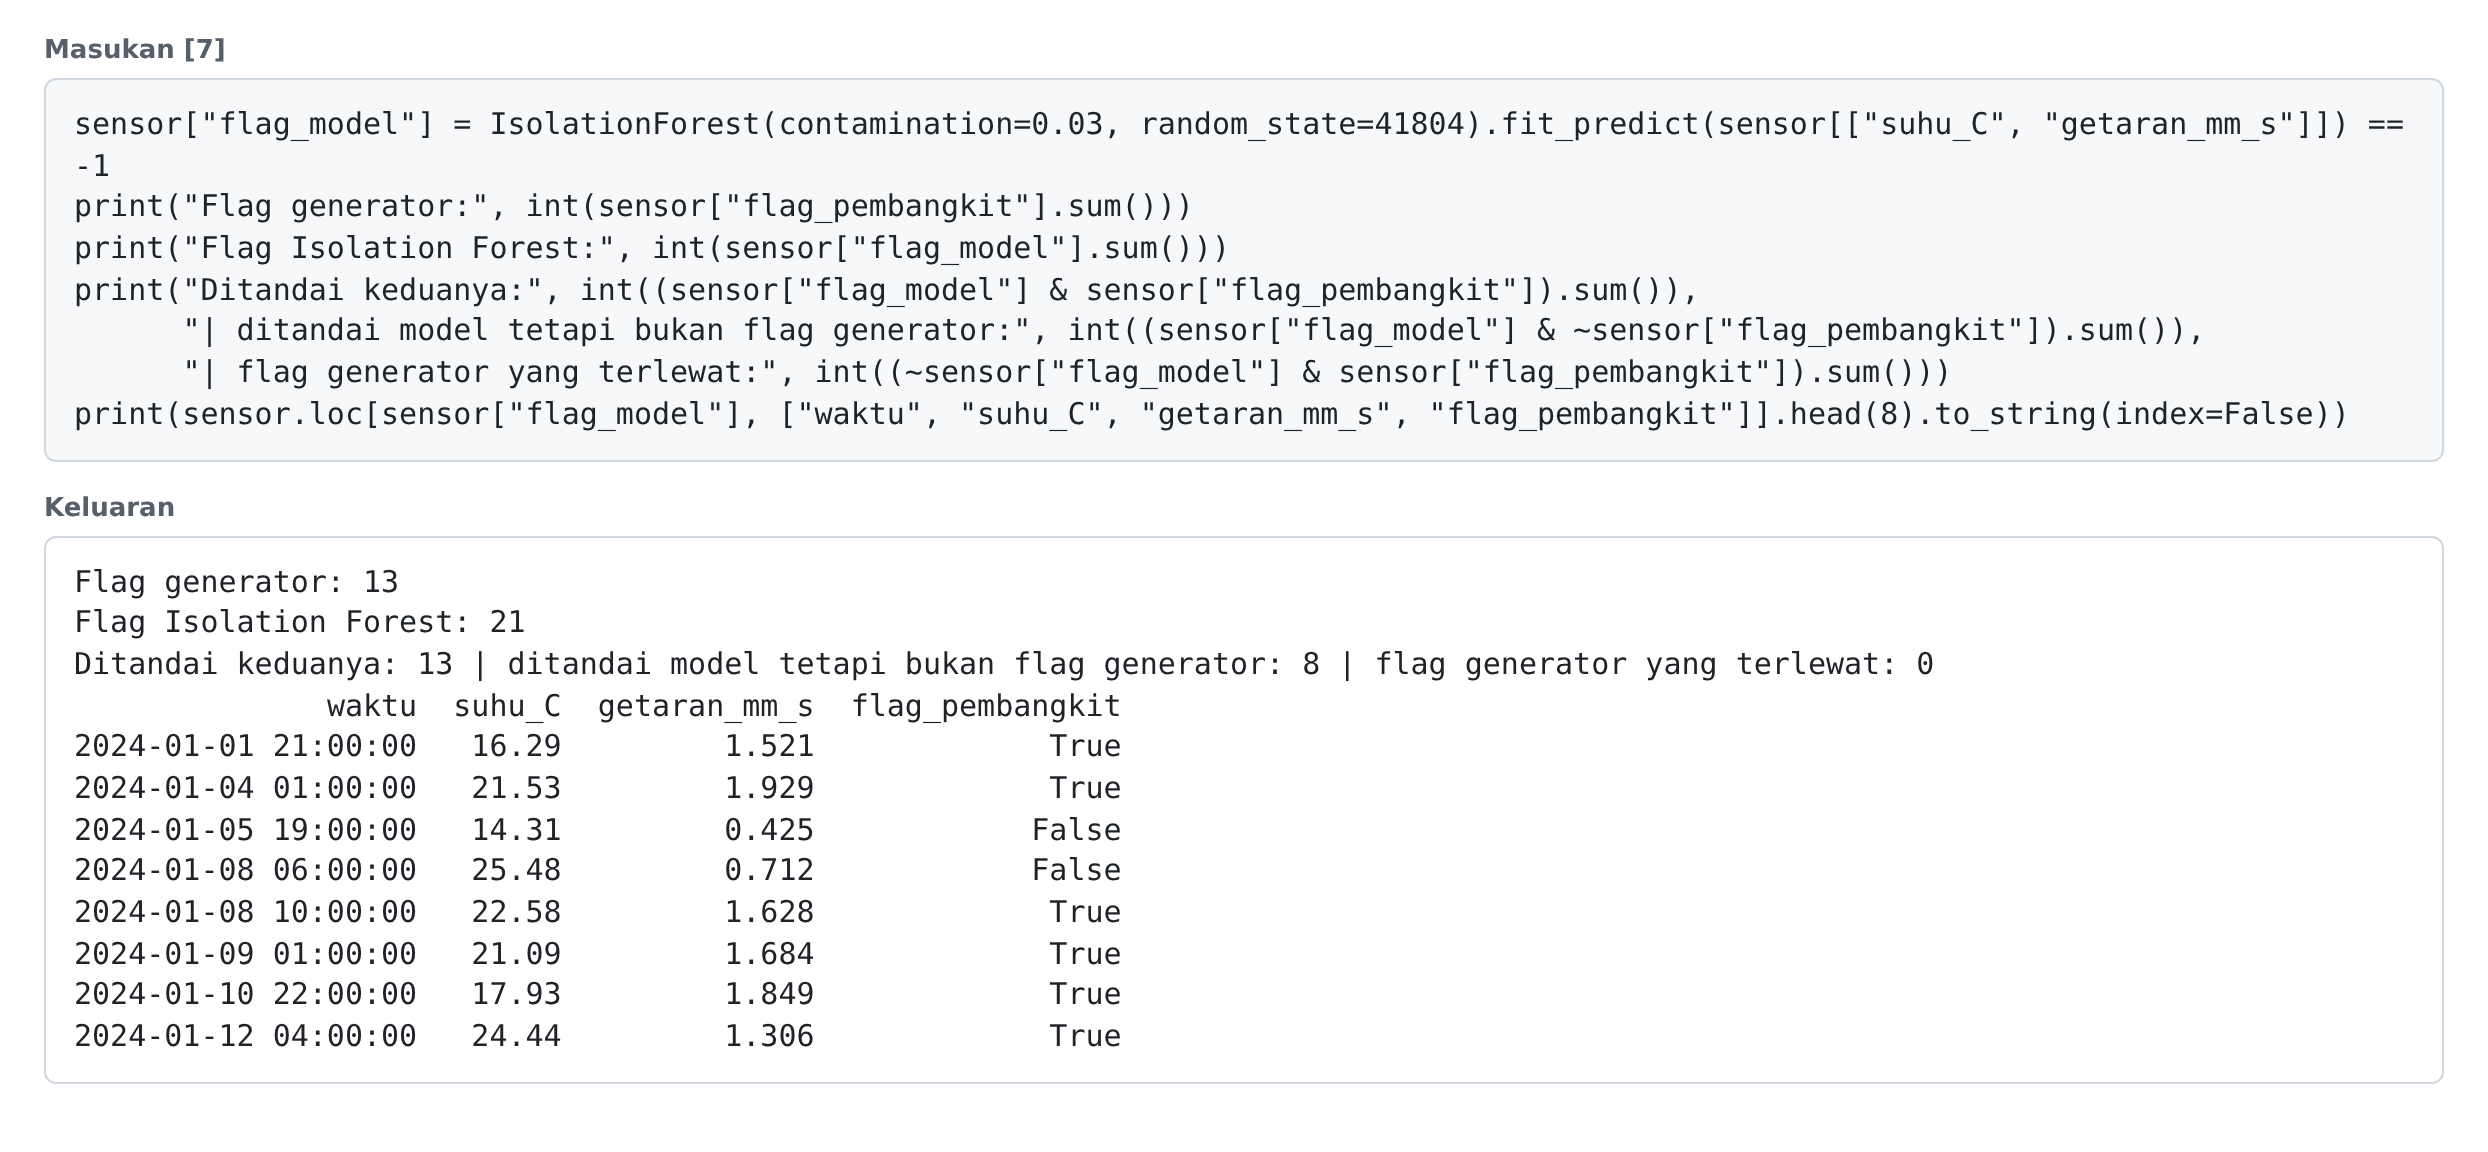 Masukan [7]
sensor["flag_model"] = IsolationForest(contamination=0.03, random_state=41804).fit_predict(sensor[["suhu_C", "getaran_mm_s"]]) ==
-1
print("Flag generator:", int(sensor["flag_pembangkit"].sum()))
print("Flag Isolation Forest:", int(sensor["flag_model"].sum()))
print("Ditandai keduanya:", int((sensor["flag_model"] & sensor["flag_pembangkit"]).sum()),
      "| ditandai model tetapi bukan flag generator:", int((sensor["flag_model"] & ~sensor["flag_pembangkit"]).sum()),
      "| flag generator yang terlewat:", int((~sensor["flag_model"] & sensor["flag_pembangkit"]).sum()))
print(sensor.loc[sensor["flag_model"], ["waktu", "suhu_C", "getaran_mm_s", "flag_pembangkit"]].head(8).to_string(index=False))
Keluaran
Flag generator: 13
Flag Isolation Forest: 21
Ditandai keduanya: 13 | ditandai model tetapi bukan flag generator: 8 | flag generator yang terlewat: 0
              waktu  suhu_C  getaran_mm_s  flag_pembangkit
2024-01-01 21:00:00   16.29         1.521             True
2024-01-04 01:00:00   21.53         1.929             True
2024-01-05 19:00:00   14.31         0.425            False
2024-01-08 06:00:00   25.48         0.712            False
2024-01-08 10:00:00   22.58         1.628             True
2024-01-09 01:00:00   21.09         1.684             True
2024-01-10 22:00:00   17.93         1.849             True
2024-01-12 04:00:00   24.44         1.306             True